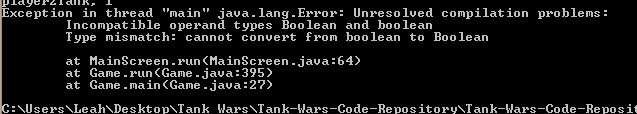 player2Tank, 1
Exception in thread "main" java.lang.Error: Unresolved compilation problems:
        Incompatible operand types Boolean and boolean
        Type mismatch: cannot convert from boolean to Boolean

        at MainScreen.run(MainScreen.java:64)
        at Game.run(Game.java:395)
        at Game.main(Game.java:27)

C:\Users\Leah\Desktop\Tank Wars\Tank-Wars-Code-Repository\Tank-Wars-Code-Reposit